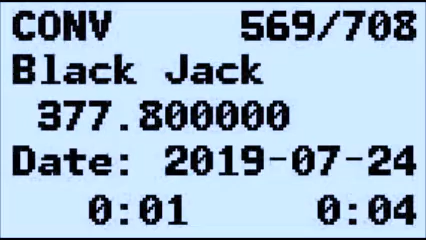 CONV 569/708
Black Jack
377.800000
Date: 2019-07-24
0:01 0:04